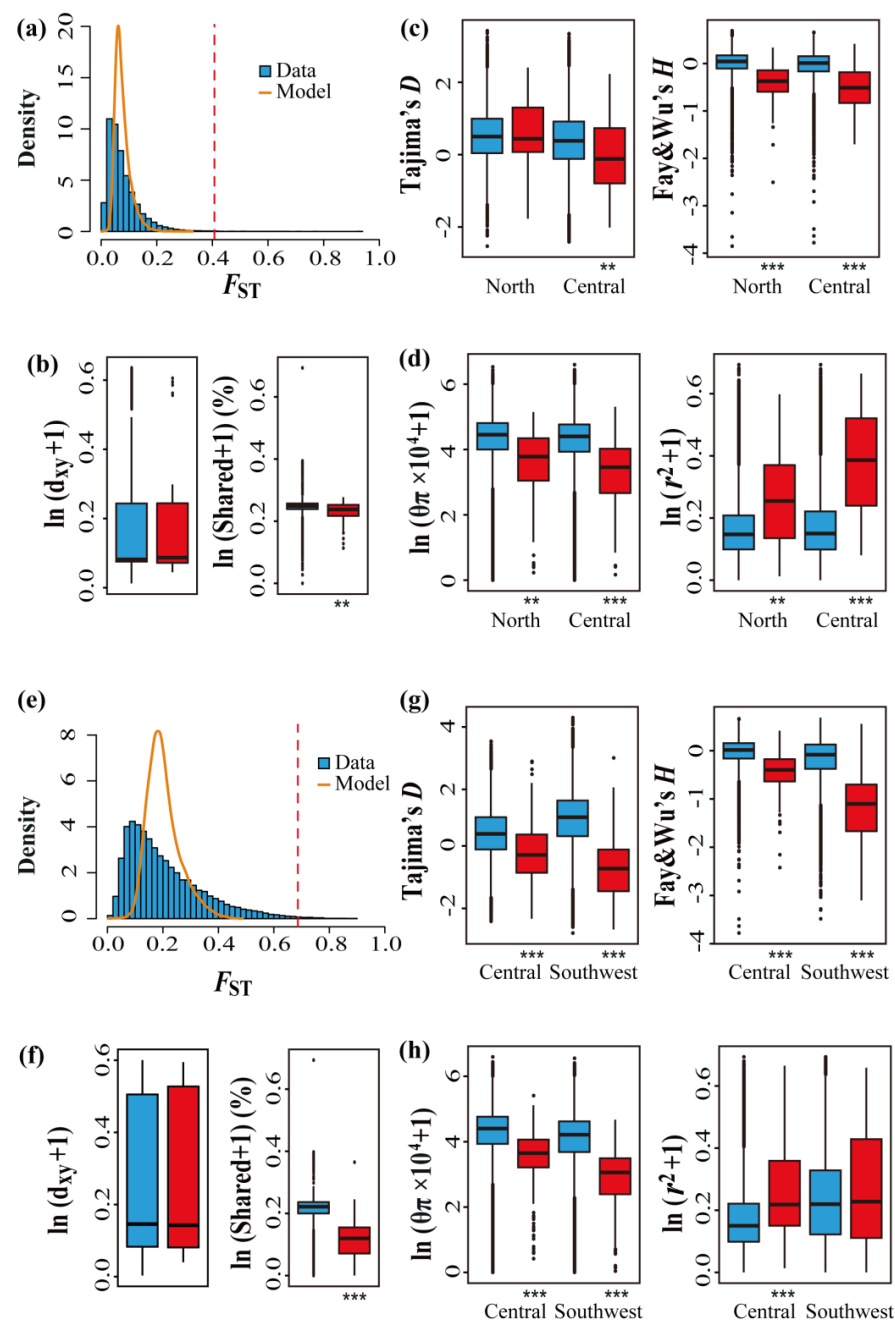 (a)
Density
20
15
10
5
0
Data
Model
0.0 0.2 0.4 0.6 0.8 1.0
F_ST
(c)
Tajima's D
2
0
-2
**
North Central
Fay&Wu's H
0
-1
-2
-3
-4
*** ***
North Central
(b)
ln (d_xy+1)
0.6
0.4
0.2
0.0
ln (Shared+1) (%)
0.6
0.4
0.2
0.0
**
(d)
ln (θπ ×10⁴+1)
6
4
2
0
** ***
North Central
ln (r²+1)
0.6
0.4
0.2
0.0
** ***
North Central
(e)
Density
8
6
4
2
0
Data
Model
0.0 0.2 0.4 0.6 0.8 1.0
F_ST
(g)
Tajima's D
4
2
0
-2
*** ***
Central Southwest
Fay&Wu's H
0
-1
-2
-3
-4
*** ***
Central Southwest
(f)
ln (d_xy+1)
0.6
0.4
0.2
0.0
ln (Shared+1) (%)
0.6
0.4
0.2
0.0
***
(h)
ln (θπ ×10⁴+1)
6
4
2
0
*** ***
Central Southwest
ln (r²+1)
0.6
0.4
0.2
0.0
***
Central Southwest